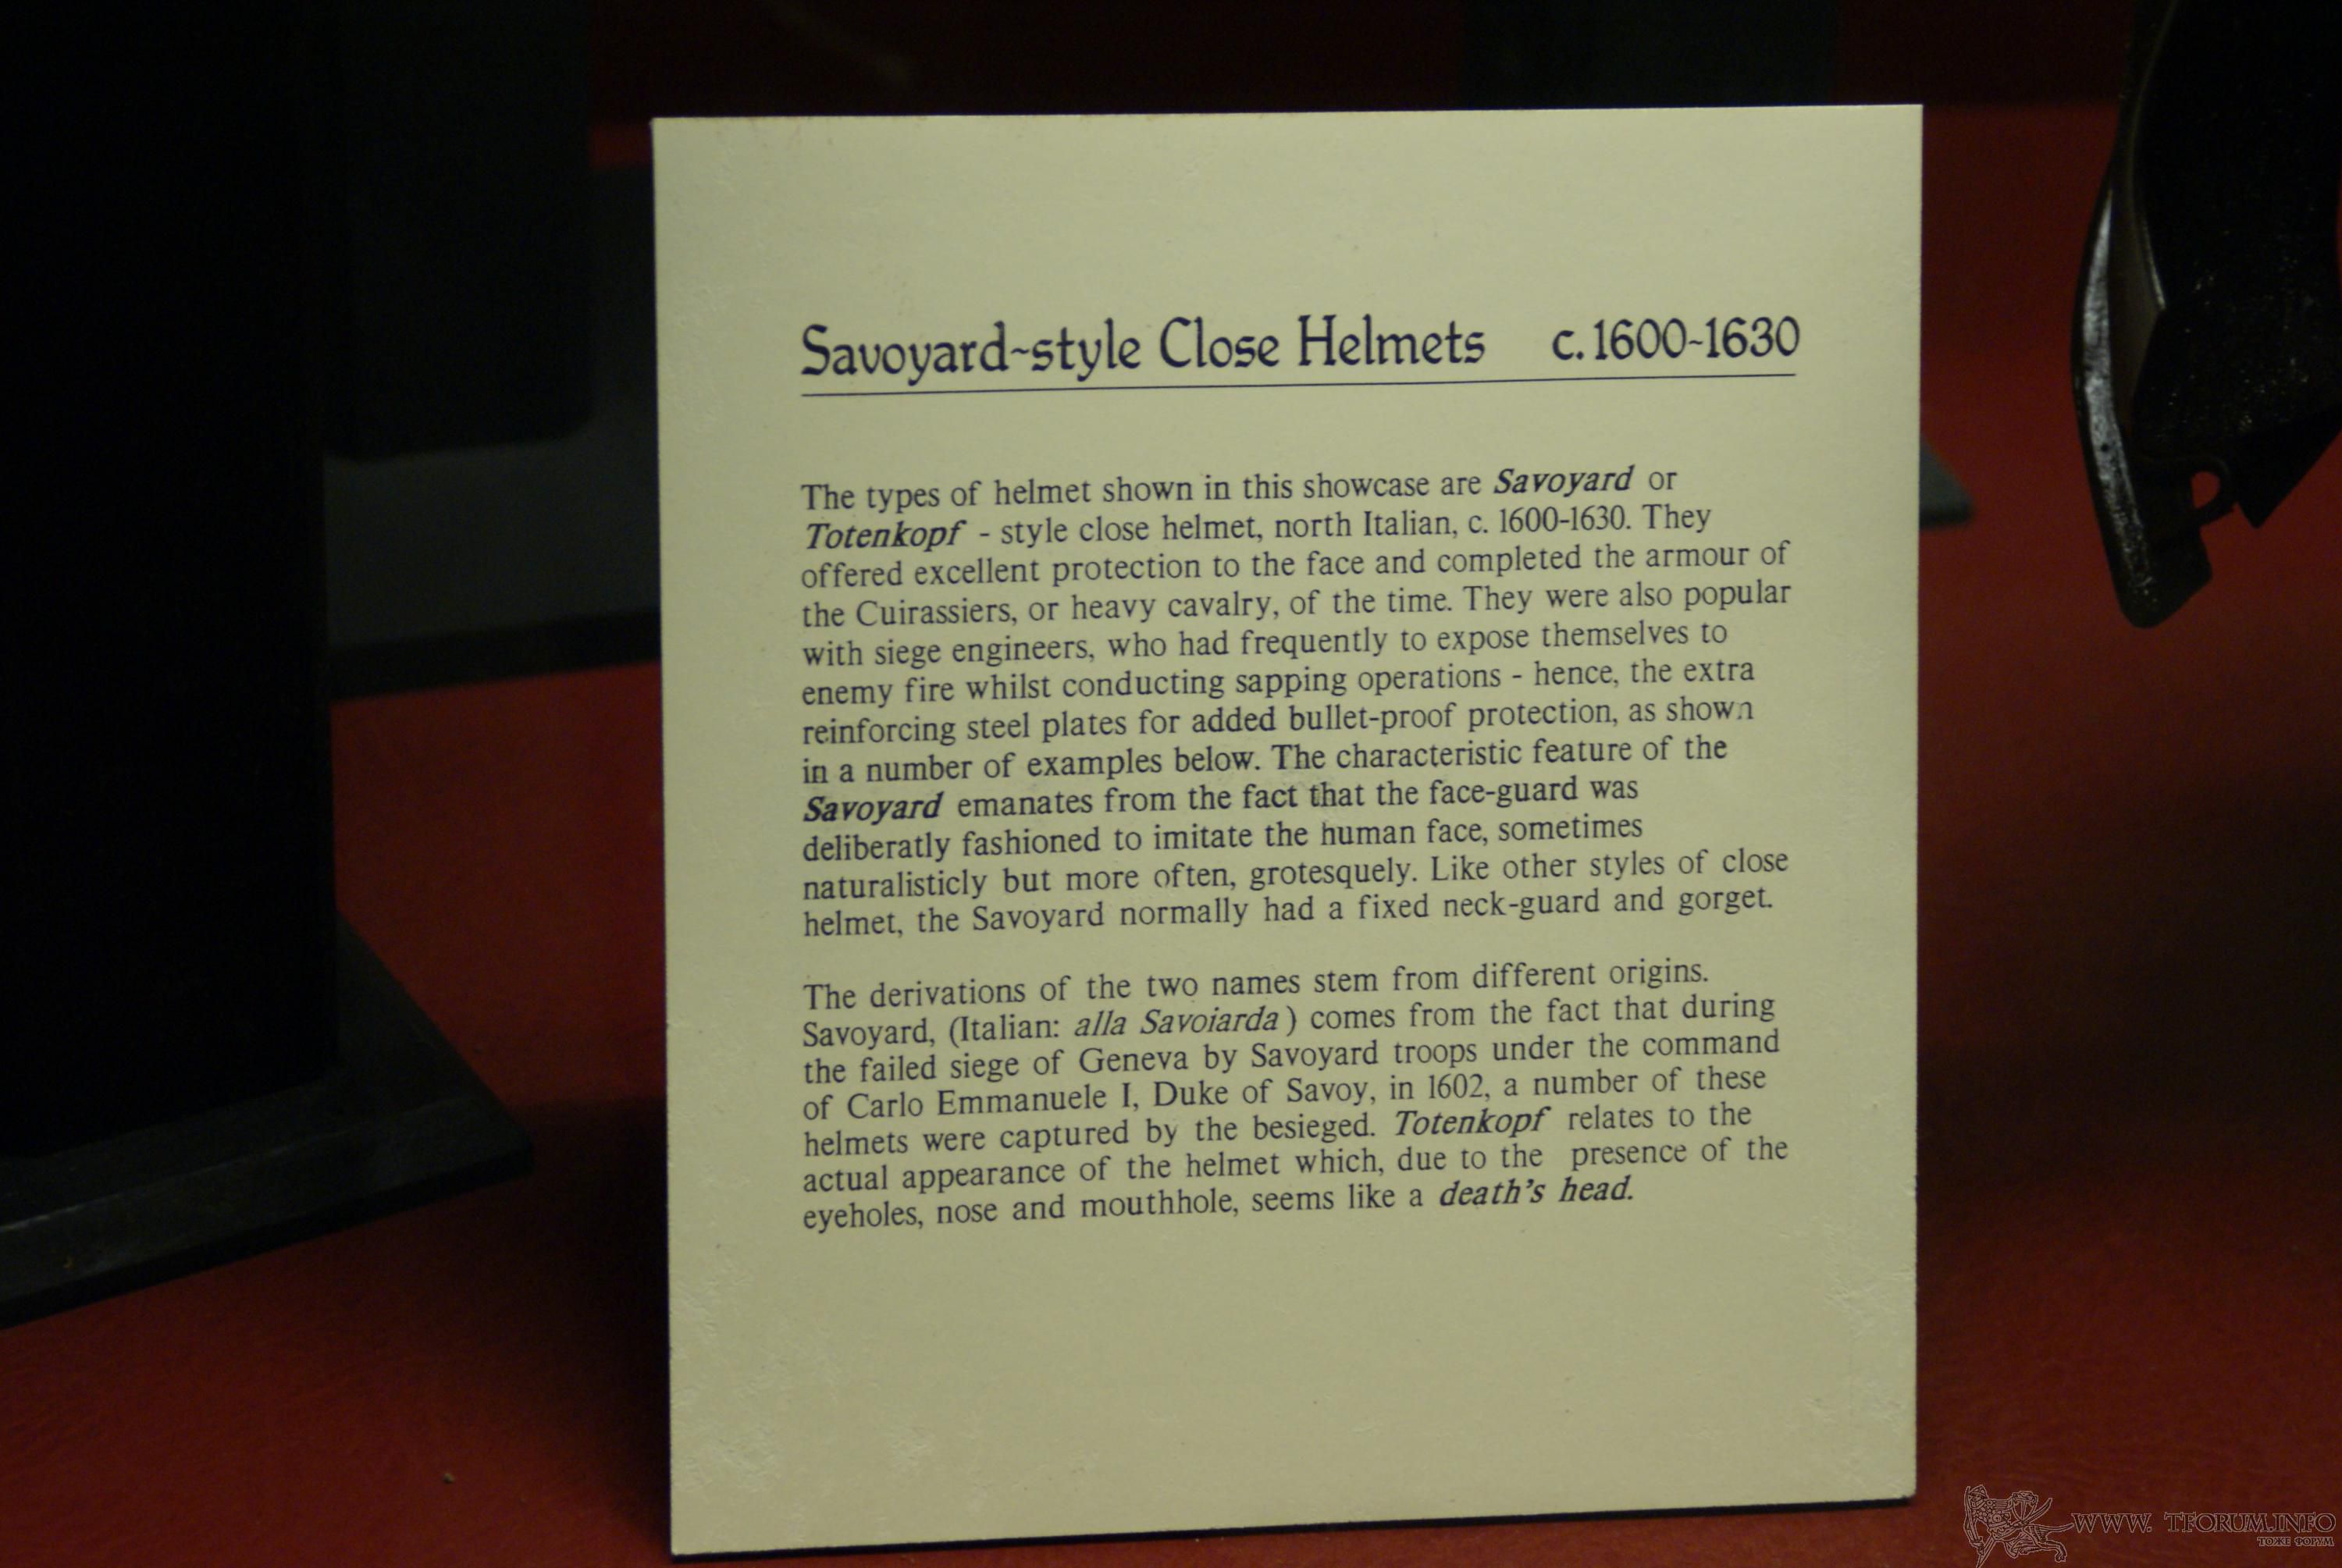 Savoyard~style Close Helmets c.1600-1630
The types of helmet shown in this showcase are Savoyard or
Totenkopf - style close helmet, north Italian, c. 1600-1630. They
offered excellent protection to the face and completed the armour of
the Cuirassiers, or heavy cavalry, of the time. They were also popular
with siege engineers, who had frequently to expose themselves to
enemy fire whilst conducting sapping operations - hence, the extra
reinforcing steel plates for added bullet-proof protection, as shown
in a number of examples below. The characteristic feature of the
Savoyard emanates from the fact that the face-guard was
deliberatly fashioned to imitate the human face, sometimes
naturalisticly but more often, grotesquely. Like other styles of close
helmet, the Savoyard normally had a fixed neck-guard and gorget.
The derivations of the two names stem from different origins.
Savoyard, (Italian: alla Savoiarda) comes from the fact that during
the failed siege of Geneva by Savoyard troops under the command
of Carlo Emmanuele I, Duke of Savoy, in 1602, a number of these
helmets were captured by the besieged. Totenkopf relates to the
actual appearance of the helmet which, due to the presence of the
eyeholes, nose and mouthhole, seems like a death's head.
WWW. TFORUM.INFO
ТОЖЕ ФОРУМ